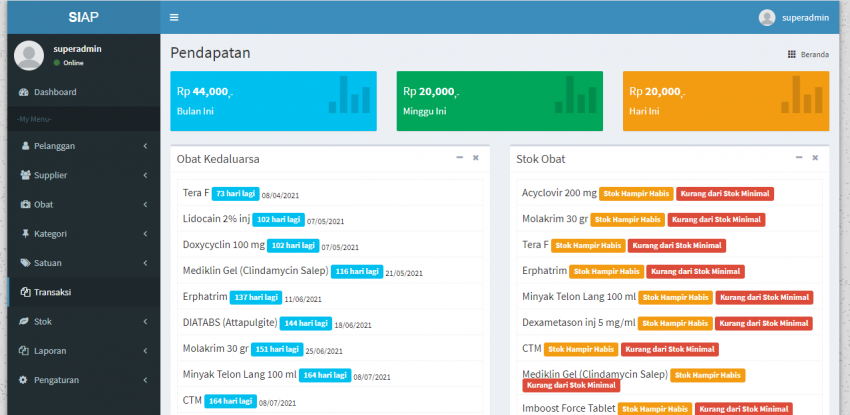 SIAP
superadmin
superadmin
Online
Pendapatan
Beranda
Dashboard
-My Menu-
Pelanggan
Supplier
Obat
Kategori
Satuan
Transaksi
Stok
Laporan
Pengaturan
Rp 44,000,-
Bulan Ini
Rp 20,000,-
Minggu Ini
Rp 20,000,-
Hari Ini
Obat Kedaluarsa
Tera F 73 hari lagi 08/04/2021
Lidocain 2% inj 102 hari lagi 07/05/2021
Doxycyclin 100 mg 102 hari lagi 07/05/2021
Mediklin Gel (Clindamycin Salep) 116 hari lagi 21/05/2021
Erphatrim 137 hari lagi 11/06/2021
DIATABS (Attapulgite) 144 hari lagi 18/06/2021
Molakrim 30 gr 151 hari lagi 25/06/2021
Minyak Telon Lang 100 ml 164 hari lagi 08/07/2021
CTM 164 hari lagi 08/07/2021
Stok Obat
Acyclovir 200 mg Stok Hampir Habis Kurang dari Stok Minimal
Molakrim 30 gr Stok Hampir Habis Kurang dari Stok Minimal
Tera F Stok Hampir Habis Kurang dari Stok Minimal
Erphatrim Stok Hampir Habis Kurang dari Stok Minimal
Minyak Telon Lang 100 ml Stok Hampir Habis Kurang dari Stok Minimal
Dexametason inj 5 mg/ml Stok Hampir Habis Kurang dari Stok Minimal
CTM Stok Hampir Habis Kurang dari Stok Minimal
Mediklin Gel (Clindamycin Salep) Stok Hampir Habis
Kurang dari Stok Minimal
Imboost Force Tablet Stok Hampir Habis Kurang dari Stok Minimal